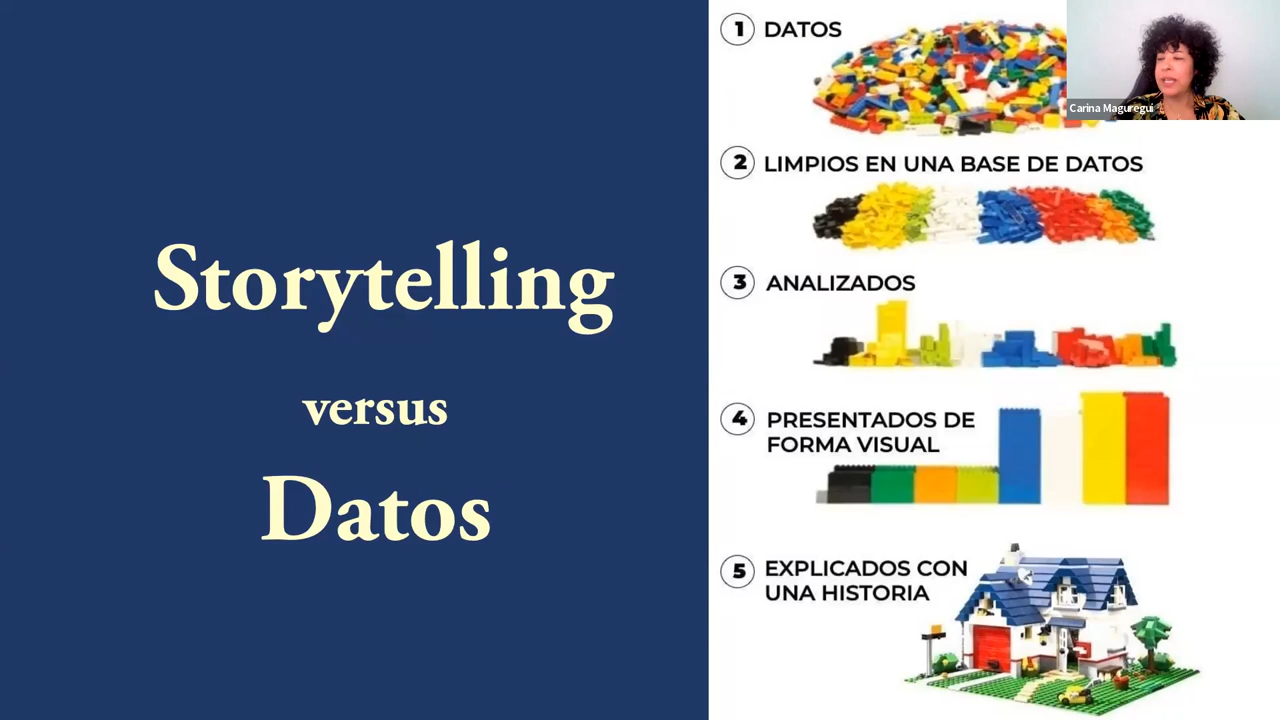 Storytelling
versus
Datos
1 DATOS
Carina Maguregui
2 LIMPIOS EN UNA BASE DE DATOS
3 ANALIZADOS
4 PRESENTADOS DE
FORMA VISUAL
5 EXPLICADOS CON
UNA HISTORIA